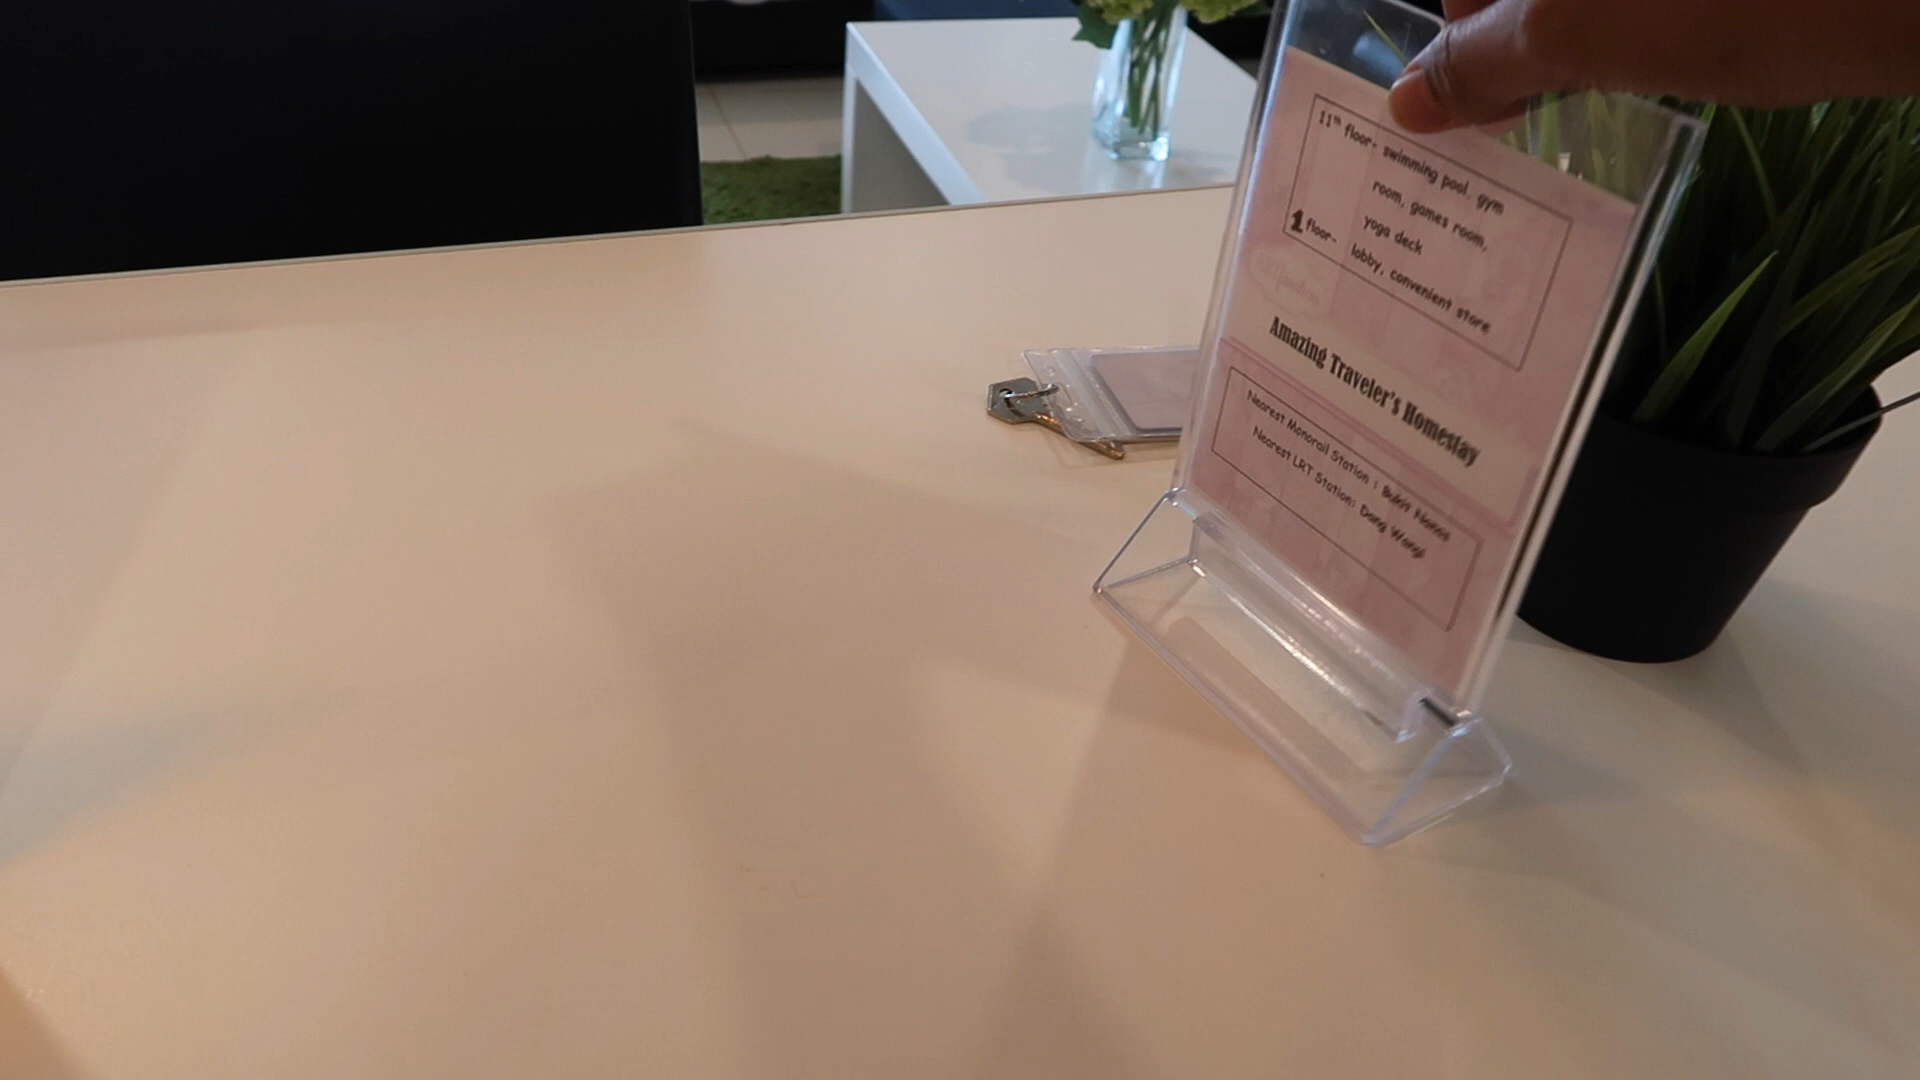 11th floor- swimming pool, gym
room, games room,
yoga deck
1 floor- lobby, convenient store
Amazing Traveler's Homestay
Nearest Monorail Station : Bukit Nanas
Nearest LRT Station: Dang Wangi